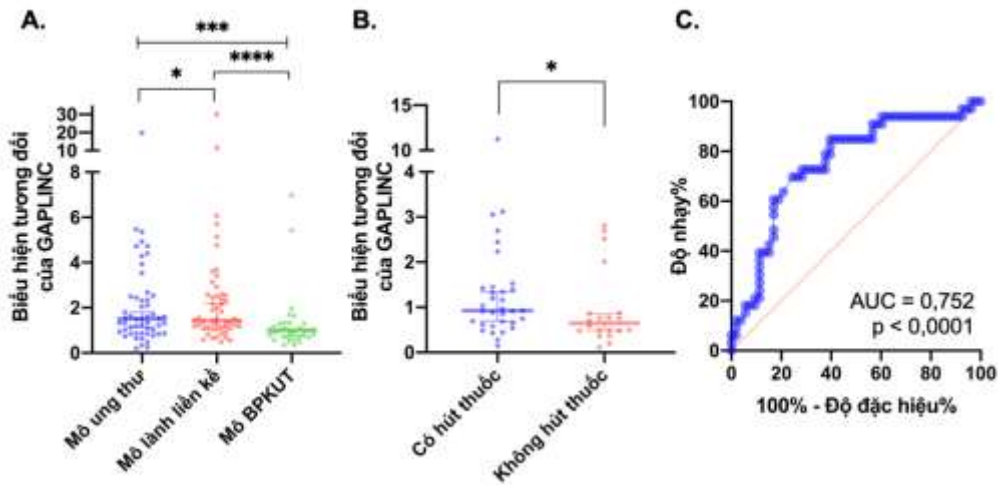 A.
***
*
****
Biểu hiện tương đối
của GAPLINC
30
20
10
8
6
4
2
0
Mô ung thư
Mô lành liền kề
Mô BPKUT
B.
*
Biểu hiện tương đối
của GAPLINC
15
10
5
4
3
2
1
0
Có hút thuốc
Không hút thuốc
C.
Độ nhạy%
100
80
60
40
20
0
AUC = 0,752
p < 0,0001
0 20 40 60 80 100
100% - Độ đặc hiệu%